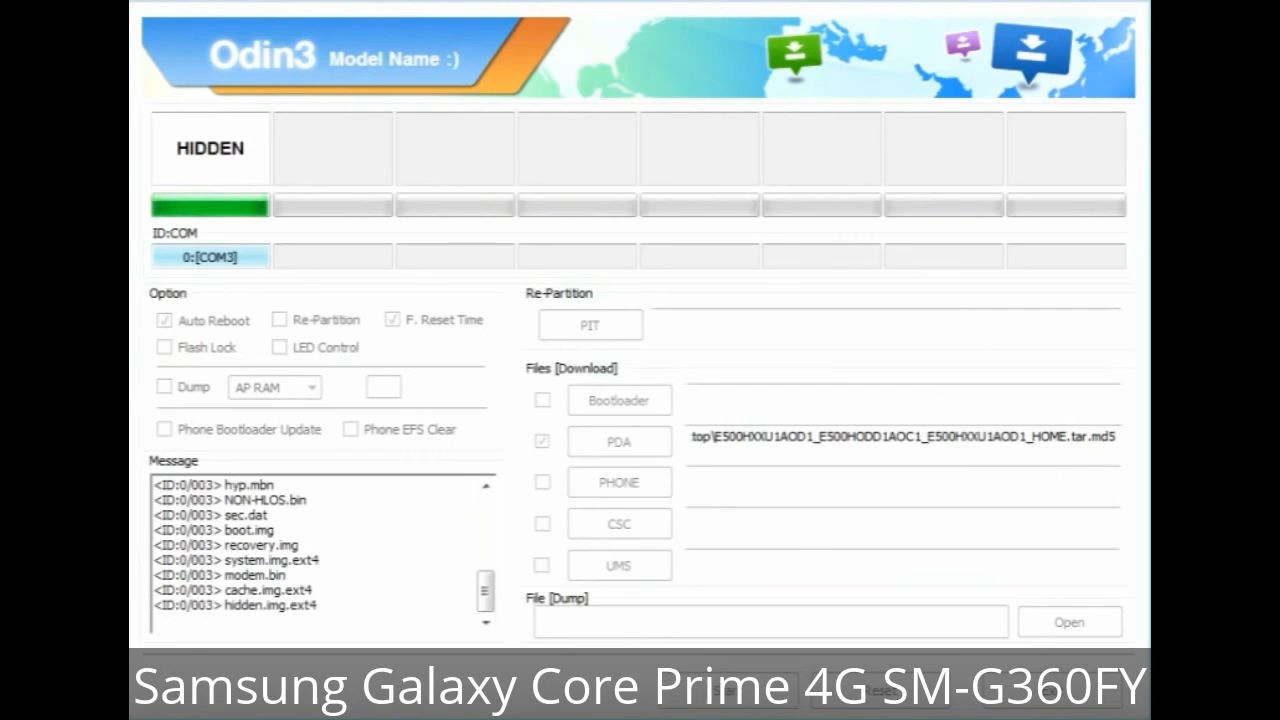 Odin3 Model Name :)
HIDDEN
ID:COM
0:[COM3]
Option
Auto Reboot Re-Partition F. Reset Time
Flash Lock LED Control
Dump AP RAM
Phone Bootloader Update Phone EFS Clear
Message
<ID:0/003> hyp.mbn
<ID:0/003> NON-HLOS.bin
<ID:0/003> sec.dat
<ID:0/003> boot.img
<ID:0/003> recovery.img
<ID:0/003> system.img.ext4
<ID:0/003> modem.bin
<ID:0/003> cache.img.ext4
<ID:0/003> hidden.img.ext4
Re-Partition
PIT
Files [Download]
Bootloader
PDA top\E500HXXU1AOD1_E500HODD1AOC1_E500HXXU1AOD1_HOME.tar.md5
PHONE
CSC
UMS
File [Dump]
Open
Samsung Galaxy Core Prime 4G SM-G360FY